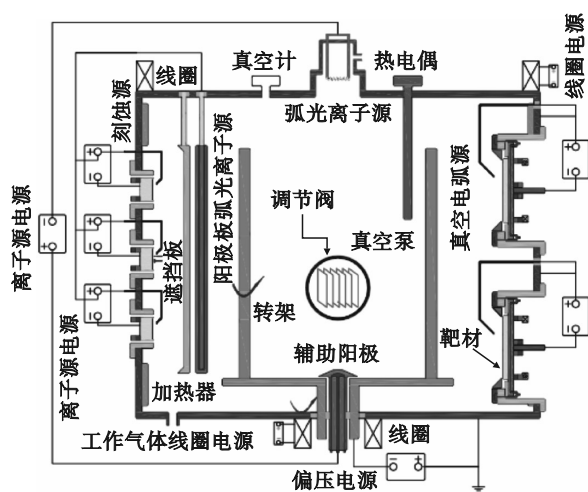 真空计
热电偶
线圈
线圈电源
弧光离子源
刻蚀源
阳极板弧光离子源
真空电弧源
调节阀
真空泵
离子源电源
遮挡板
转架
靶材
离子源电源
辅助阳极
加热器
工作气体线圈电源
线圈
偏压电源